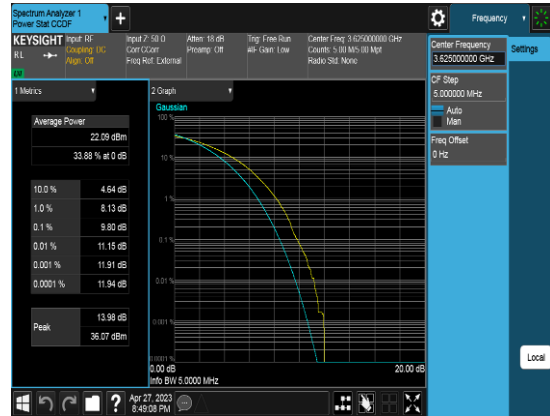 Spectrum Analyzer 1
Power Stat CCDF
Frequency
KEYSIGHT
Input: RF
RL
Coupling: DC
Align: Off
LXI
Input Z: 50 Ω
Corr CCorr
Freq Ref: External
Atten: 18 dB
Preamp: Off
Trig: Free Run
#IF Gain: Low
Center Freq: 3.625000000 GHz
Counts: 5.00 M/5.00 Mpt
Radio Std: None
Center Frequency
3.625000000 GHz
Settings
CF Step
5.000000 MHz
Auto
Man
Freq Offset
0 Hz
Local
1 Metrics
Average Power
22.09 dBm
33.88 % at 0 dB
10.0 % 4.64 dB
1.0 % 8.13 dB
0.1 % 9.80 dB
0.01 % 11.15 dB
0.001 % 11.91 dB
0.0001 % 11.94 dB
Peak
13.98 dB
36.07 dBm
2 Graph
Gaussian
100 %
10 %
1 %
0.1 %
0.01 %
0.001 %
0.0001 %
0.00 dB
20.00 dB
Info BW 5.0000 MHz
?
Apr 27, 2023
8:49:08 PM